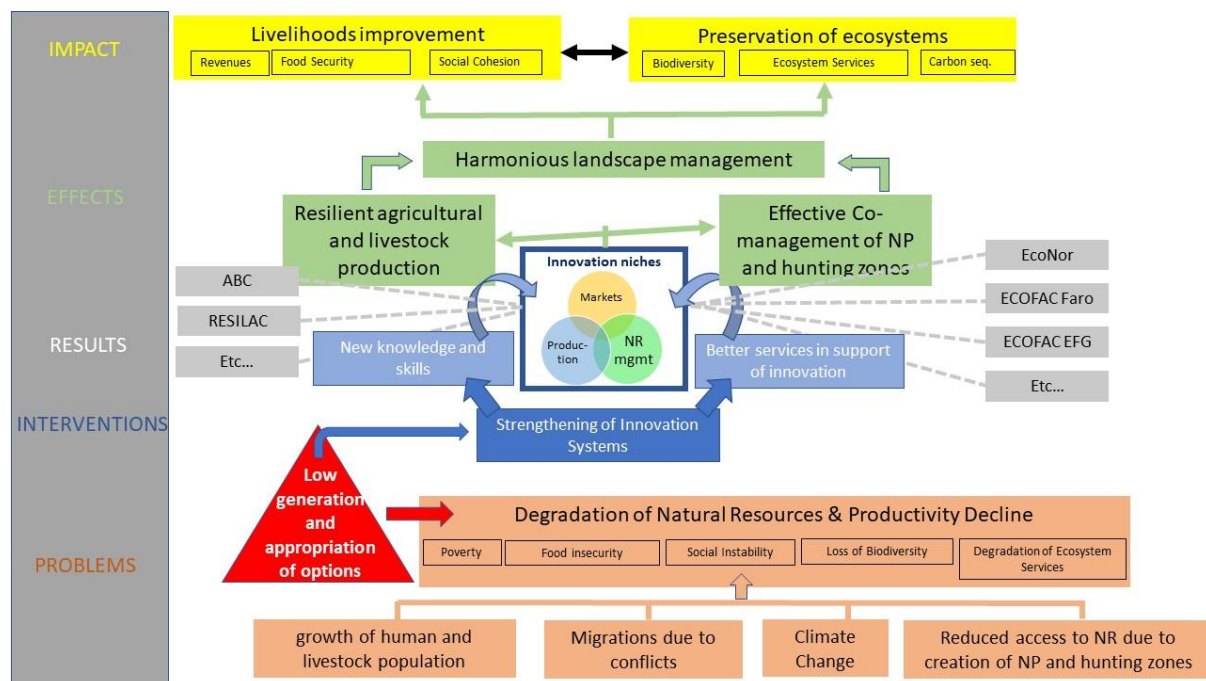 IMPACT
Livelihoods improvement
Revenues
Food Security
Social Cohesion
Preservation of ecosystems
Biodiversity
Ecosystem Services
Carbon seq.
Harmonious landscape management
EFFECTS
Resilient agricultural
and livestock
production
Effective Co-
management of NP
and hunting zones
Innovation niches
Markets
Produc-
tion
NR
mgmt
ABC
RESILAC
Etc...
EcoNor
ECOFAC Faro
ECOFAC EFG
Etc...
RESULTS
New knowledge and
skills
Better services in support
of innovation
INTERVENTIONS
Strengthening of Innovation
Systems
Low
generation
and
appropriation
of options
PROBLEMS
Degradation of Natural Resources & Productivity Decline
Poverty
Food insecurity
Social Instability
Loss of Biodiversity
Degradation of Ecosystem
Services
growth of human and
livestock population
Migrations due to
conflicts
Climate
Change
Reduced access to NR due to
creation of NP and hunting zones